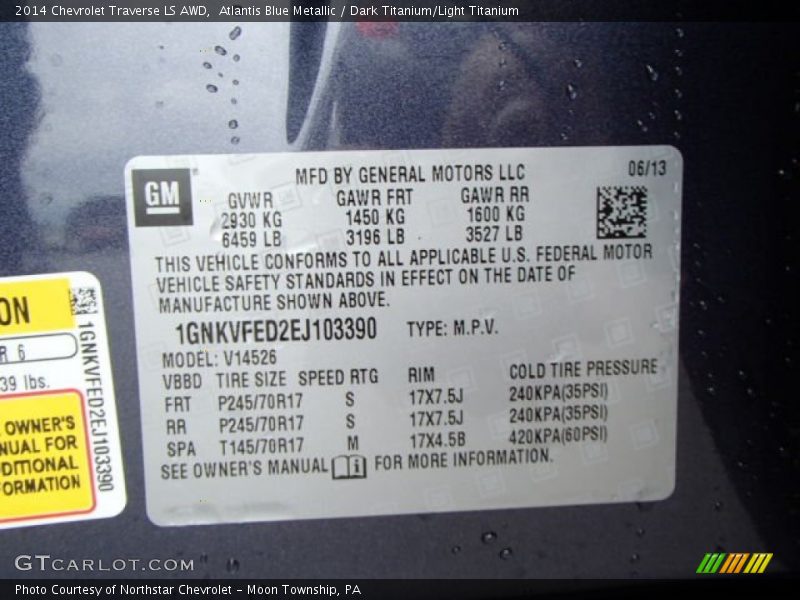 2014 Chevrolet Traverse LS AWD, Atlantis Blue Metallic / Dark Titanium/Light Titanium
MFD BY GENERAL MOTORS LLC 06/13
GM
GVWR GAWR FRT GAWR RR
2930 KG 1450 KG 1600 KG
6459 LB 3196 LB 3527 LB
THIS VEHICLE CONFORMS TO ALL APPLICABLE U.S. FEDERAL MOTOR
VEHICLE SAFETY STANDARDS IN EFFECT ON THE DATE OF
MANUFACTURE SHOWN ABOVE.
1GNKVFED2EJ103390 TYPE: M.P.V.
MODEL: V14526
VBBD TIRE SIZE SPEED RTG RIM COLD TIRE PRESSURE
FRT P245/70R17 S 17X7.5J 240KPA(35PSI)
RR P245/70R17 S 17X7.5J 240KPA(35PSI)
SPA T145/70R17 M 17X4.5B 420KPA(60PSI)
SEE OWNER'S MANUAL FOR MORE INFORMATION.
ON
R 6
39 lbs.
OWNER'S
NUAL FOR
DDITIONAL
FORMATION
1GNKVFED2EJ103390
GTCARLOT.COM
Photo Courtesy of Northstar Chevrolet - Moon Township, PA